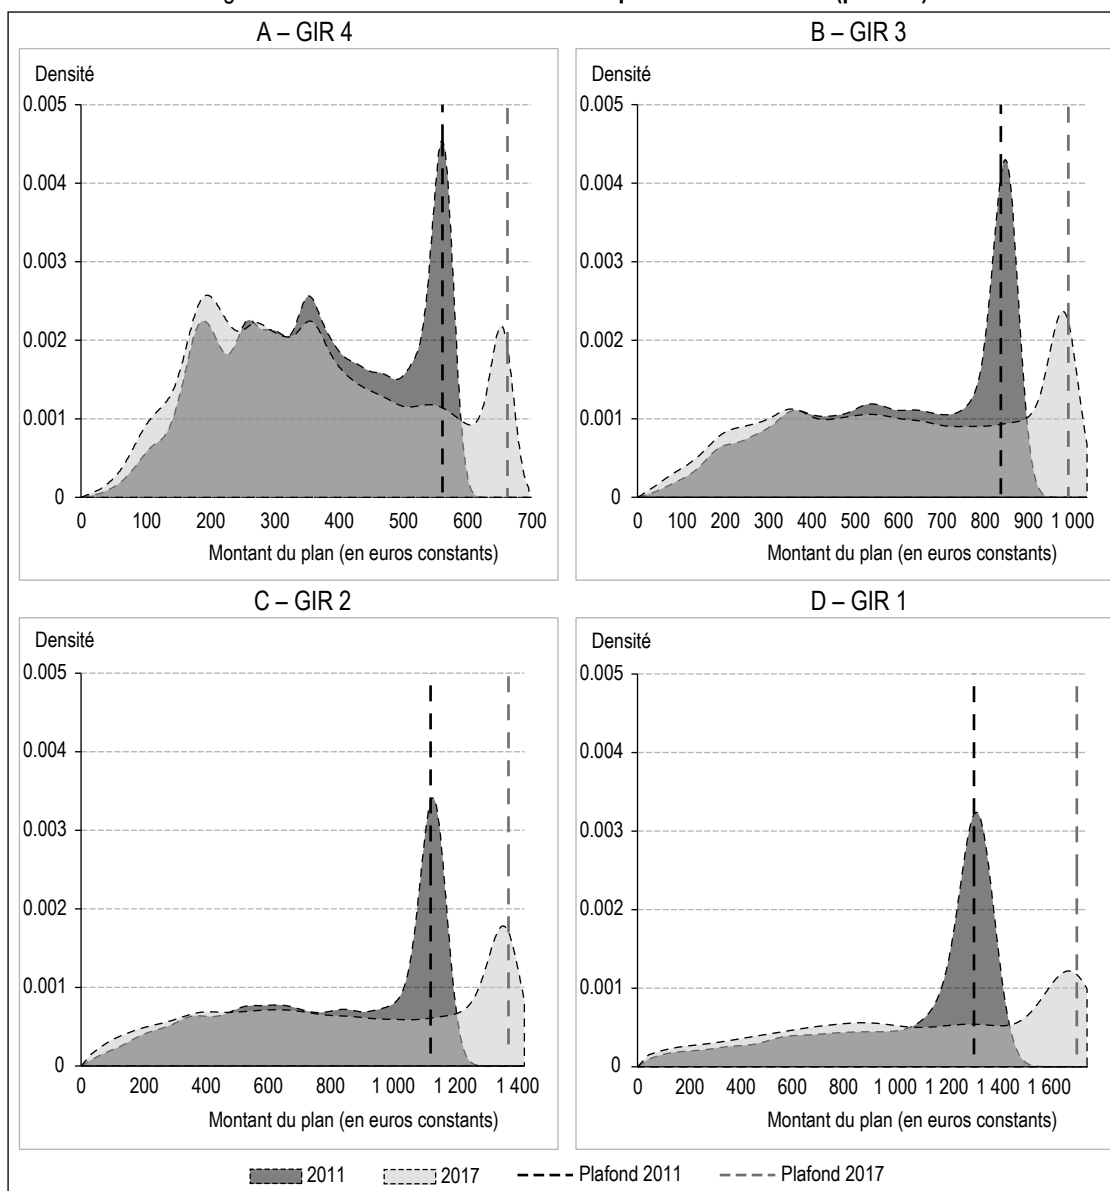 A – GIR 4
B – GIR 3
Densité
0.005
0.004
0.003
0.002
0.001
0
0 100 200 300 400 500 600 700
Montant du plan (en euros constants)
Densité
0.005
0.004
0.003
0.002
0.001
0
0 100 200 300 400 500 600 700 800 900 1 000
Montant du plan (en euros constants)
C – GIR 2
D – GIR 1
Densité
0.005
0.004
0.003
0.002
0.001
0
0 200 400 600 800 1 000 1 200 1 400
Montant du plan (en euros constants)
Densité
0.005
0.004
0.003
0.002
0.001
0
0 200 400 600 800 1 000 1 200 1 400 1 600
Montant du plan (en euros constants)
2011 2017 Plafond 2011 Plafond 2017